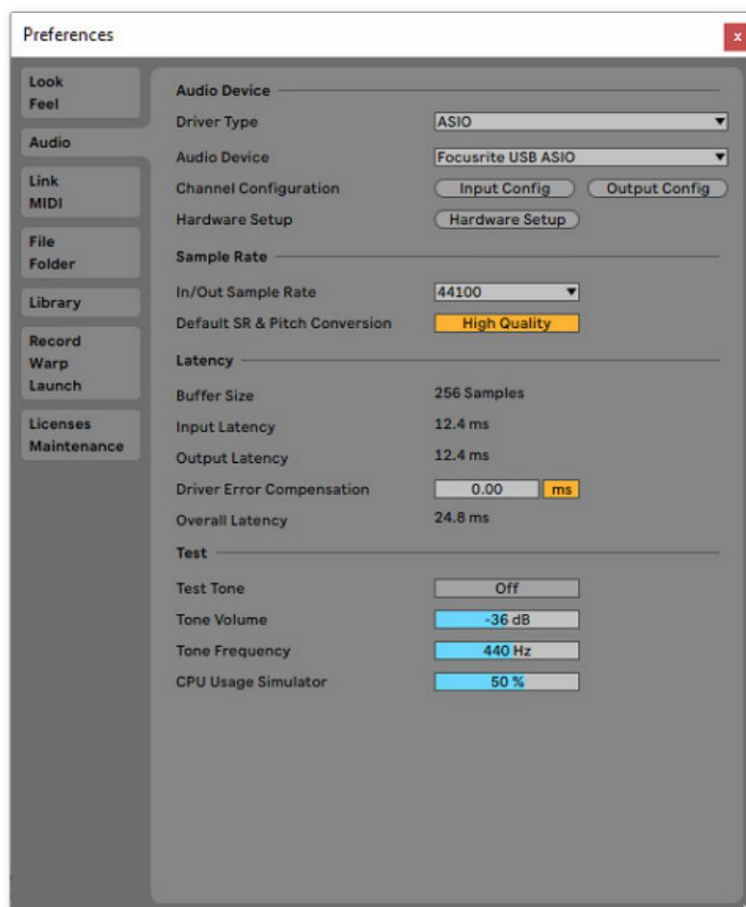 Preferences
x
Look
Feel
Audio
Link
MIDI
File
Folder
Library
Record
Warp
Launch
Licenses
Maintenance
Audio Device
Driver Type ASIO
Audio Device Focusrite USB ASIO
Channel Configuration Input Config Output Config
Hardware Setup Hardware Setup
Sample Rate
In/Out Sample Rate 44100
Default SR & Pitch Conversion High Quality
Latency
Buffer Size 256 Samples
Input Latency 12.4 ms
Output Latency 12.4 ms
Driver Error Compensation 0.00 ms
Overall Latency 24.8 ms
Test
Test Tone Off
Tone Volume -36 dB
Tone Frequency 440 Hz
CPU Usage Simulator 50 %